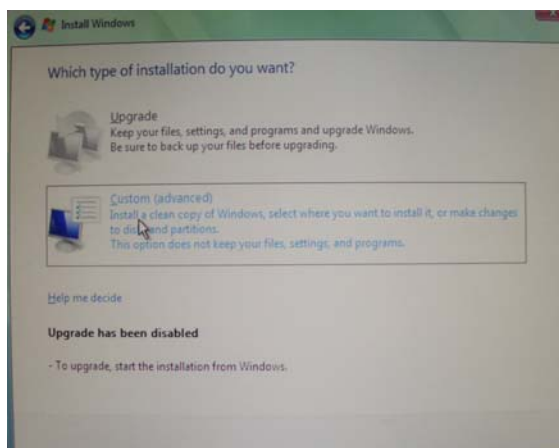 Install Windows
Which type of installation do you want?
Upgrade
Keep your files, settings, and programs and upgrade Windows.
Be sure to back up your files before upgrading.
Custom (advanced)
Install a clean copy of Windows, select where you want to install it, or make changes
to disks and partitions.
This option does not keep your files, settings, and programs.
Help me decide
Upgrade has been disabled
- To upgrade, start the installation from Windows.